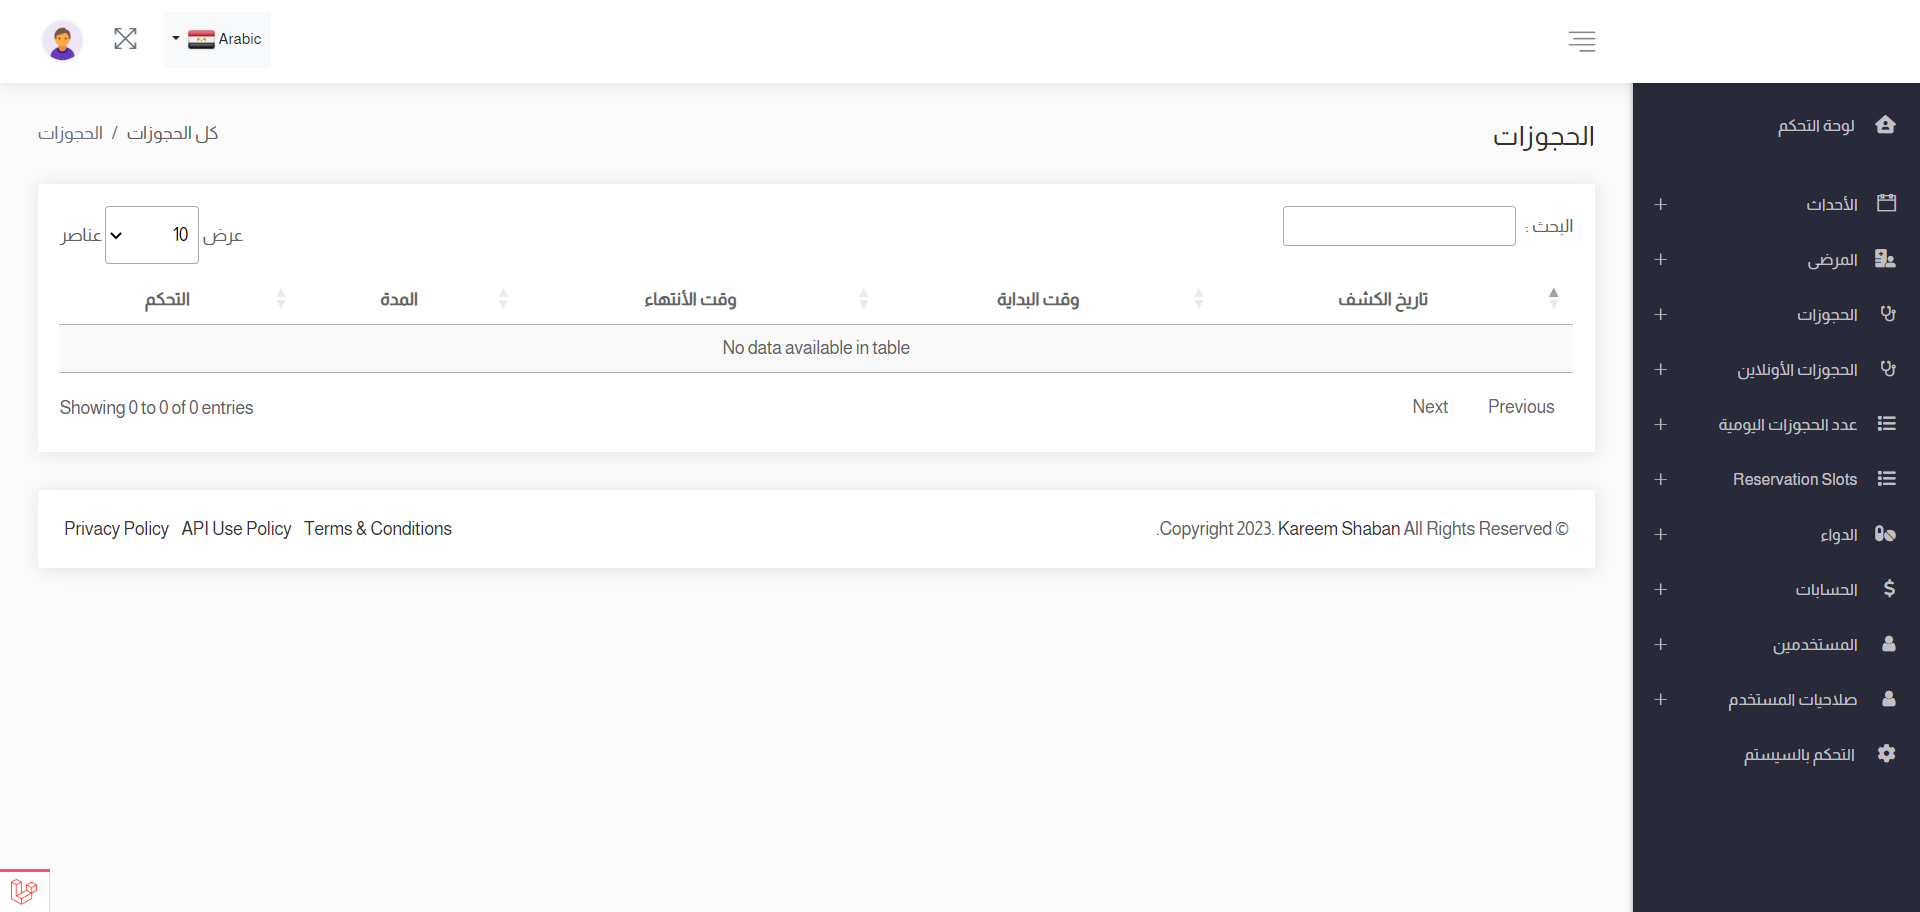 Arabic
لوحة التحكم
الأحداث
المرضى
الحجوزات
الحجوزات الأونلاين
عدد الحجوزات اليومية
Reservation Slots
الدواء
الحسابات
المستخدمين
صلاحيات المستخدم
التحكم بالسيستم
الحجوزات
كل الحجوزات / الحجوزات
البحث :
عرض 10 عناصر
تاريخ الكشف وقت البداية وقت الأنتهاء المدة التحكم
No data available in table
Previous Next
Showing 0 to 0 of 0 entries
.Copyright 2023. Kareem Shaban All Rights Reserved ©
Privacy Policy API Use Policy Terms & Conditions